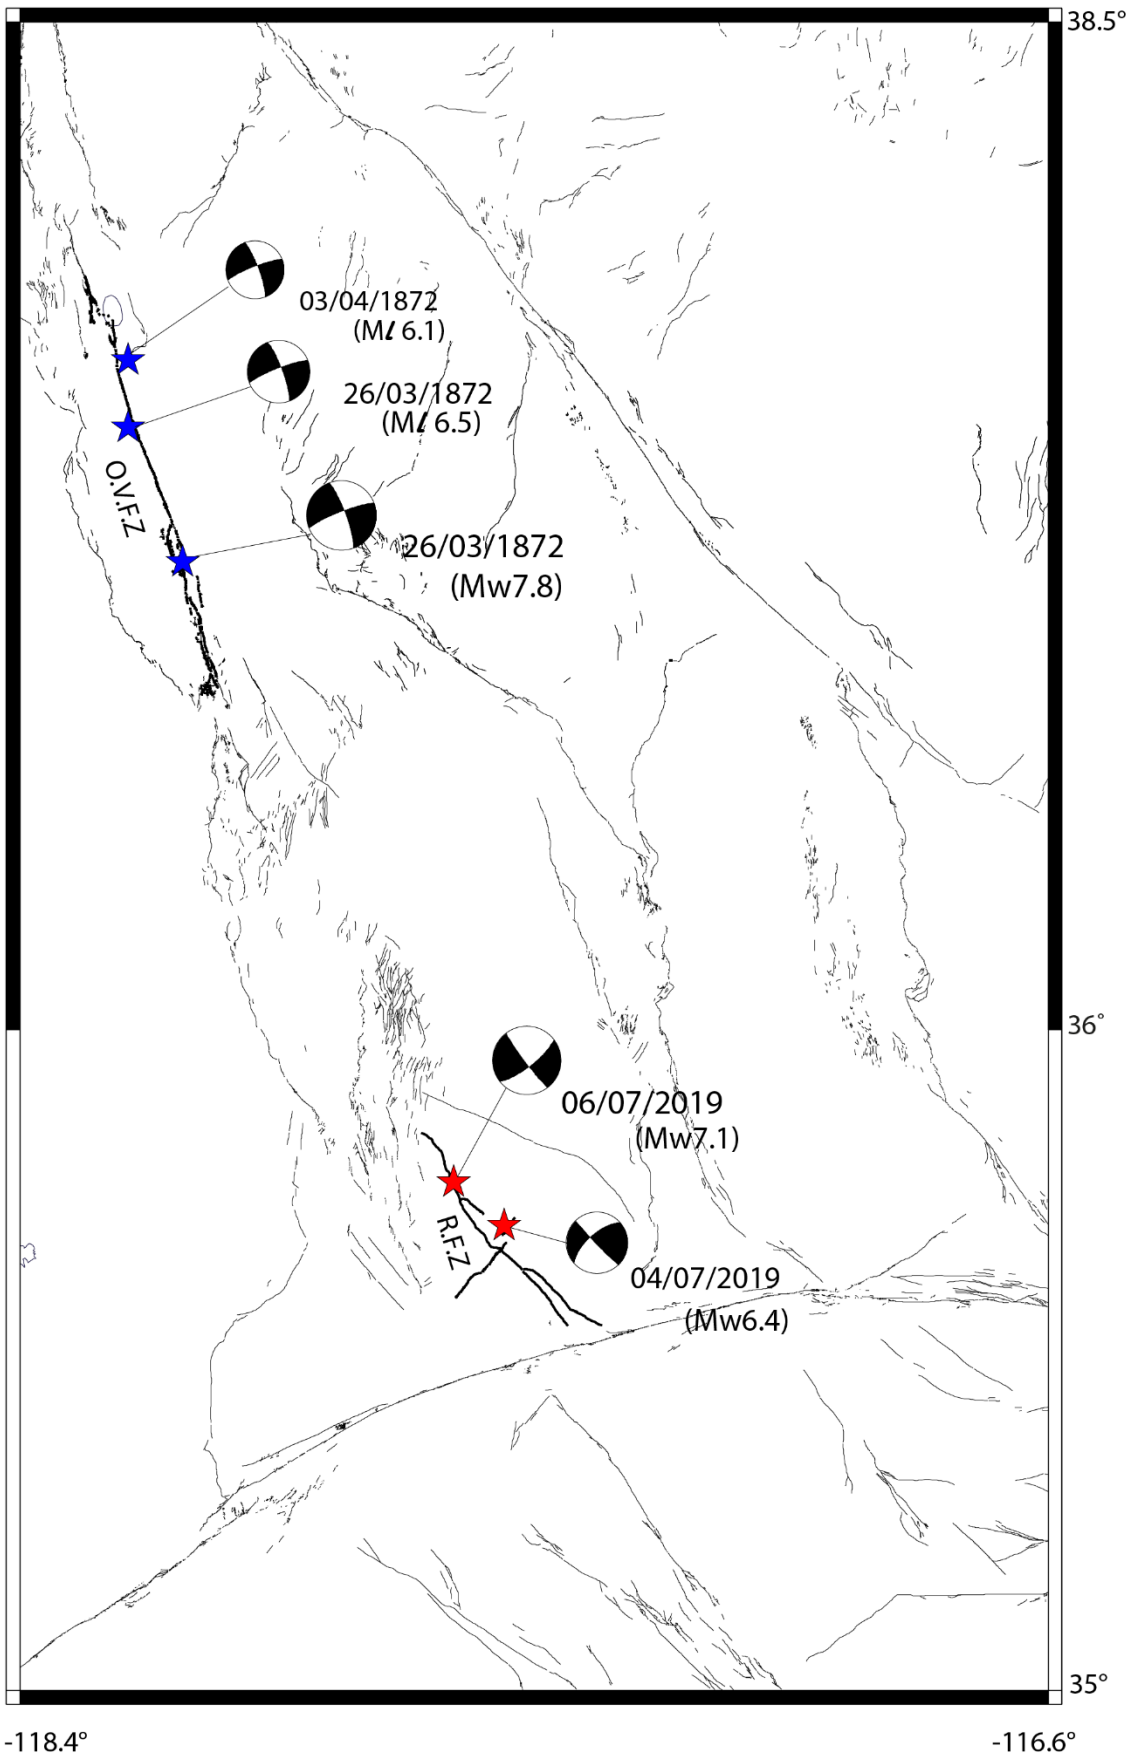 38.5°
03/04/1872
(Ml 6.1)
26/03/1872
(Ml 6.5)
O.V.F.Z
26/03/1872
(Mw7.8)
36°
06/07/2019
(Mw7.1)
R.F.Z
04/07/2019
(Mw6.4)
35°
-118.4°
-116.6°